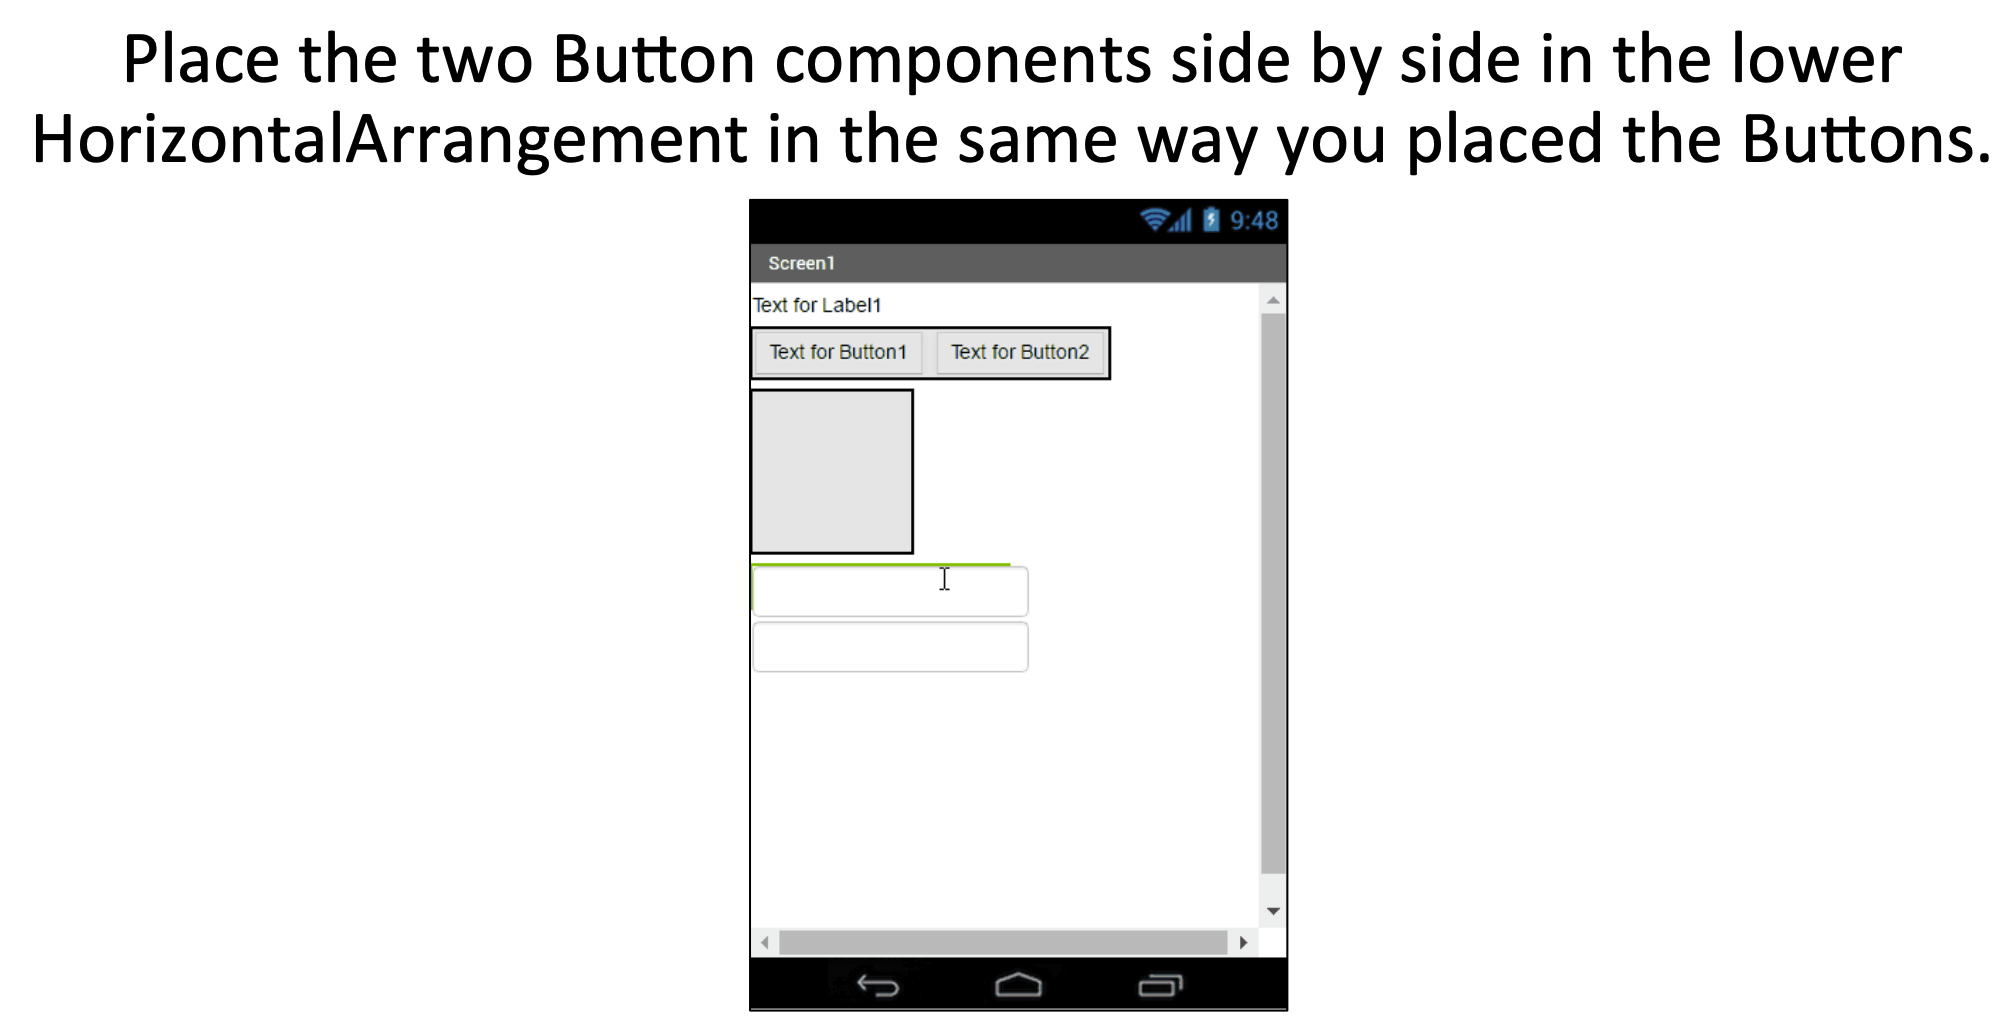 Place the two Button components side by side in the lower
HorizontalArrangement in the same way you placed the Buttons.
9:48
Screen1
Text for Label1
Text for Button1 Text for Button2